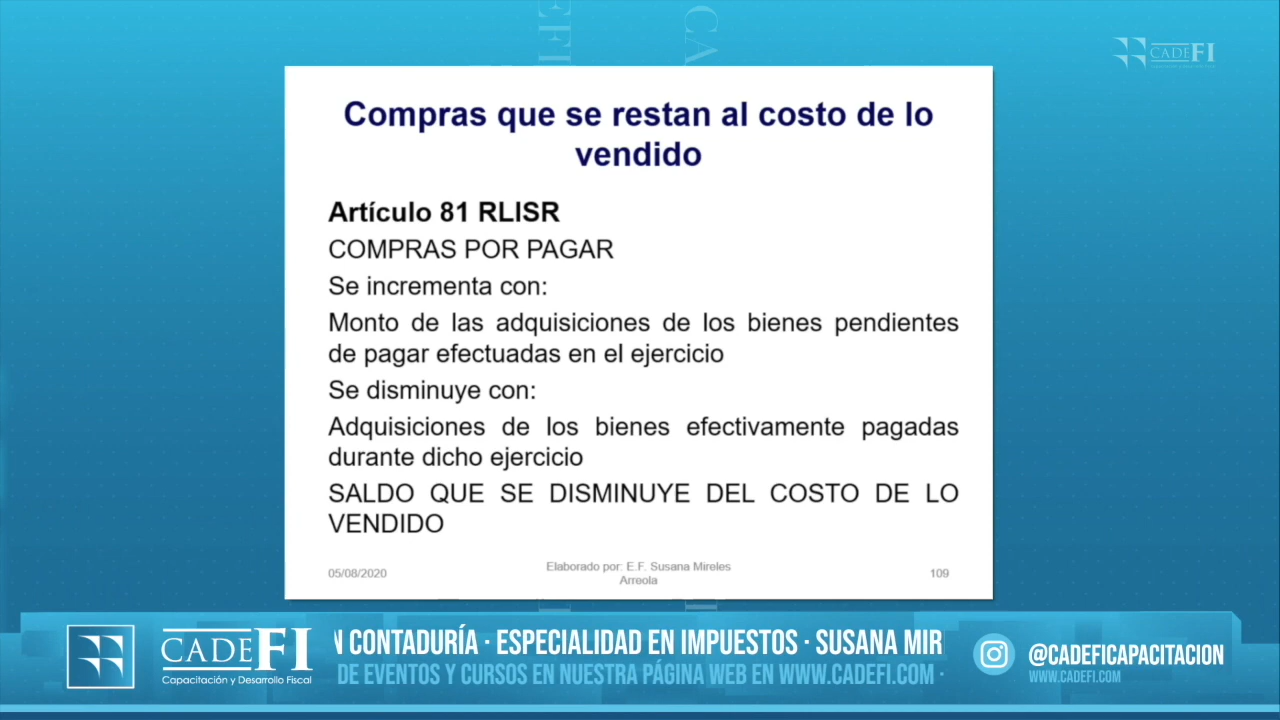 CADEFI
Compras que se restan al costo de lo
vendido
Artículo 81 RLISR
COMPRAS POR PAGAR
Se incrementa con:
Monto de las adquisiciones de los bienes pendientes
de pagar efectuadas en el ejercicio
Se disminuye con:
Adquisiciones de los bienes efectivamente pagadas
durante dicho ejercicio
SALDO QUE SE DISMINUYE DEL COSTO DE LO
VENDIDO
05/08/2020
Elaborado por: E.F. Susana Mireles
Arreola
109
CADEFI
Capacitación y Desarrollo Fiscal
N CONTADURÍA · ESPECIALIDAD EN IMPUESTOS · SUSANA MIR
DE EVENTOS Y CURSOS EN NUESTRA PÁGINA WEB EN WWW.CADEFI.COM ·
@CADEFICAPACITACION
WWW.CADEFI.COM